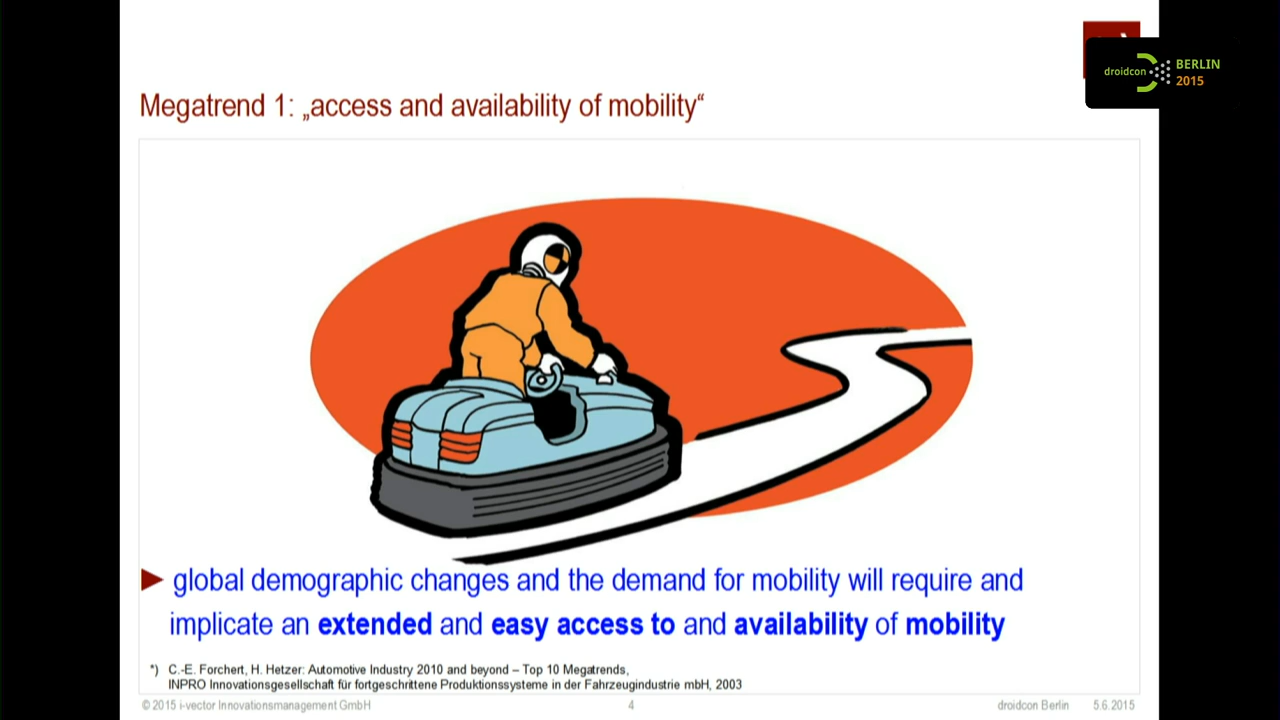 droidcon
BERLIN
2015
Megatrend 1: „access and availability of mobility“
global demographic changes and the demand for mobility will require and
implicate an extended and easy access to and availability of mobility
*) C.-E. Forchert, H. Hetzer: Automotive Industry 2010 and beyond – Top 10 Megatrends,
INPRO Innovationsgesellschaft für fortgeschrittene Produktionssysteme in der Fahrzeugindustrie mbH, 2003
© 2015 i-vector Innovationsmanagement GmbH 4 droidcon Berlin 5.6.2015